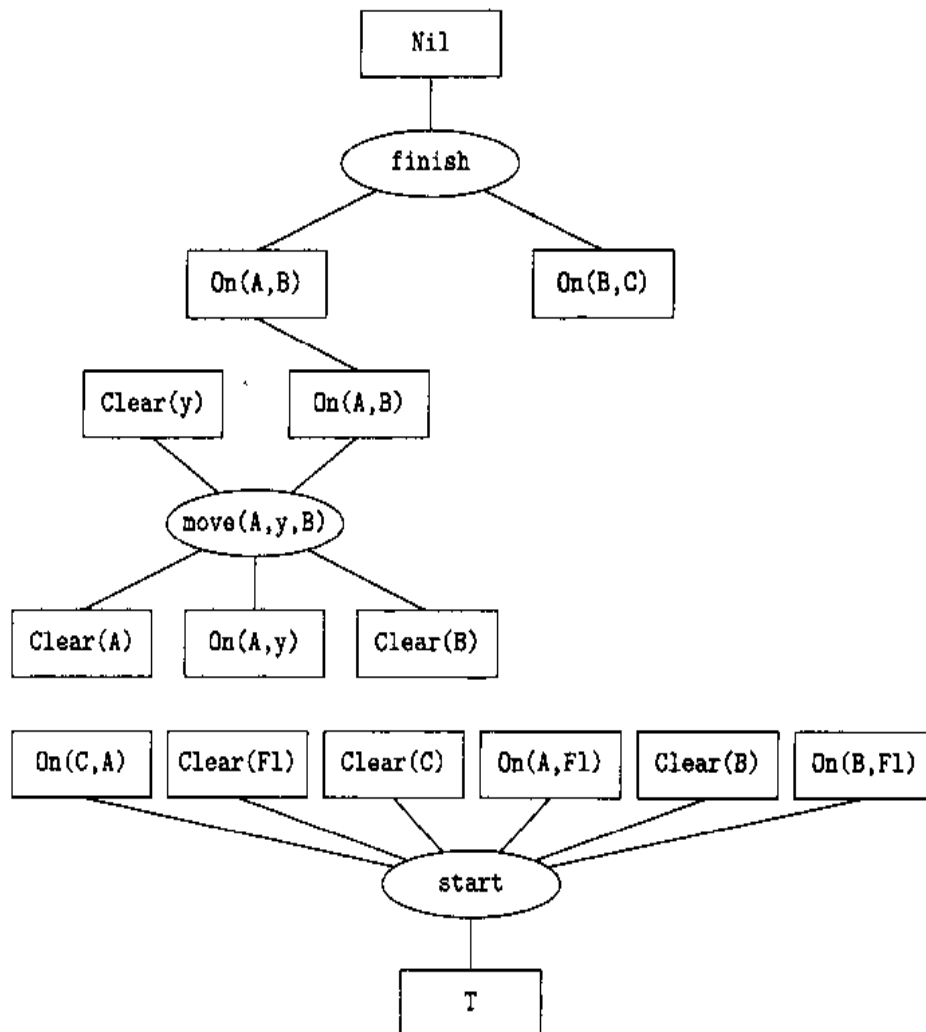 Nil
finish
On(A,B) On(B,C)
Clear(y) On(A,B)
move(A,y,B)
Clear(A) On(A,y) Clear(B)
On(C,A) Clear(Fl) Clear(C) On(A,Fl) Clear(B) On(B,Fl)
start
T